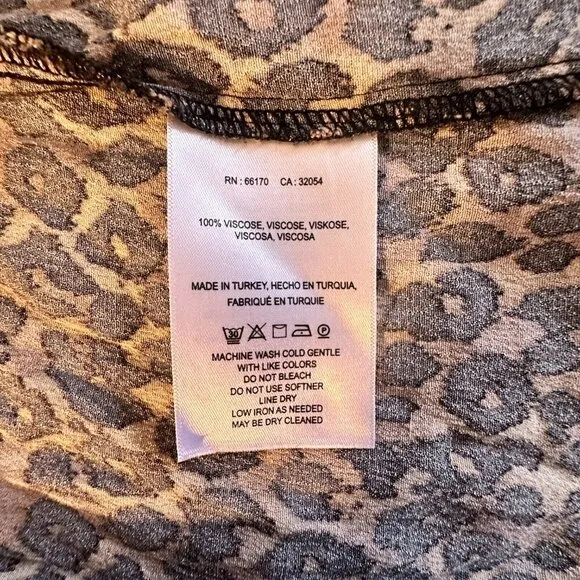 RN : 66170 CA : 32054
100% VISCOSE, VISCOSE, VISKOSE,
VISCOSA, VISCOSA
MADE IN TURKEY, HECHO EN TURQUIA,
FABRIQUÉ EN TURQUIE
MACHINE WASH COLD GENTLE
WITH LIKE COLORS
DO NOT BLEACH
DO NOT USE SOFTNER
LINE DRY
LOW IRON AS NEEDED
MAY BE DRY CLEANED